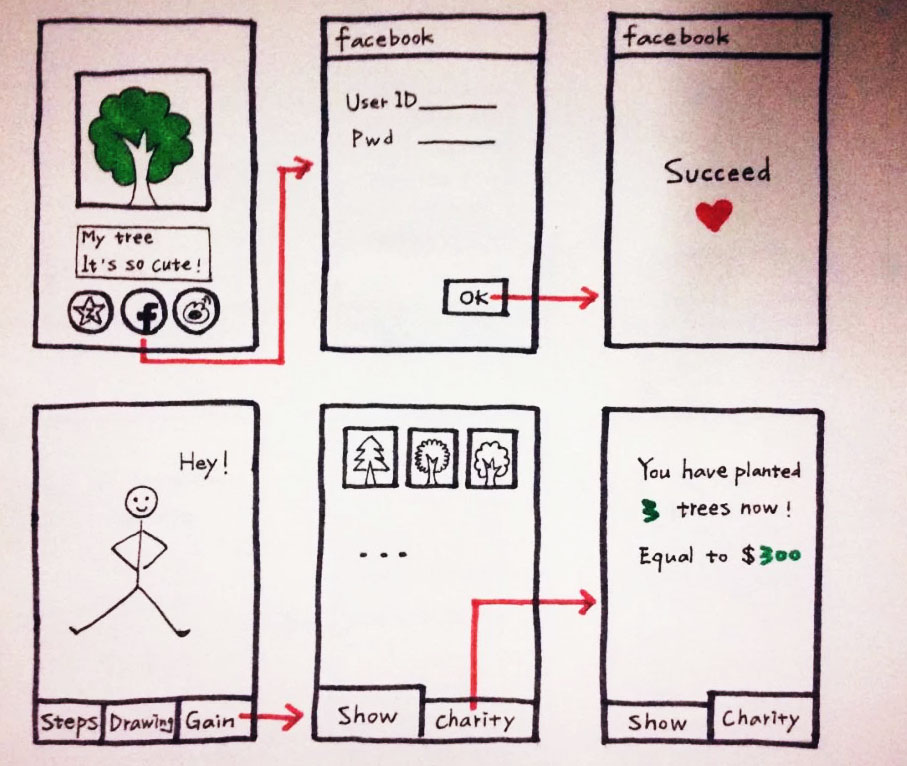 My tree
It's so cute!
f
facebook
User ID
Pwd
OK
facebook
Succeed
Hey!
Steps Drawing Gain
...
Show Charity
You have planted
3 trees now!
Equal to $300
Show Charity